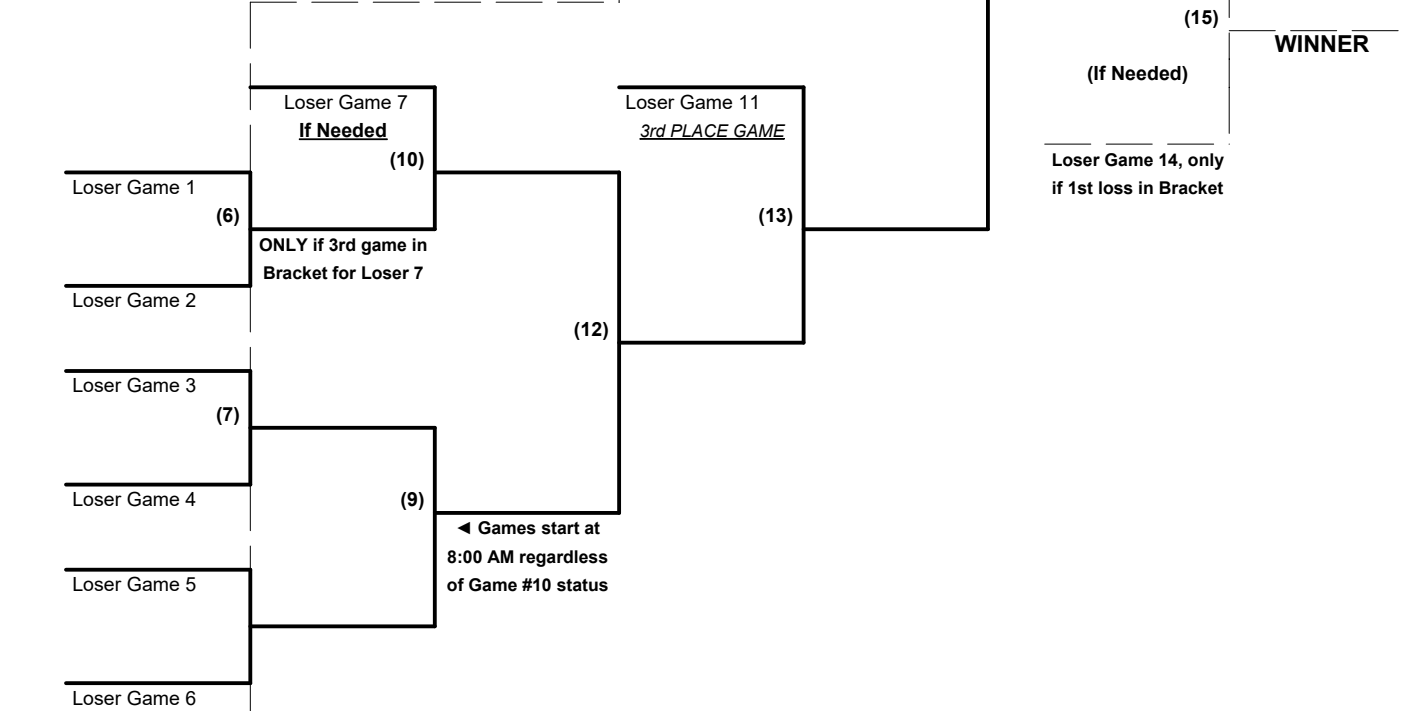 (15)
WINNER
(If Needed)
Loser Game 7
Loser Game 11
If Needed
3rd PLACE GAME
(10)
Loser Game 14, only
if 1st loss in Bracket
Loser Game 1
(6)
(13)
ONLY if 3rd game in
Bracket for Loser 7
Loser Game 2
(12)
Loser Game 3
(7)
Loser Game 4
(9)
◄ Games start at
8:00 AM regardless
of Game #10 status
Loser Game 5
Loser Game 6